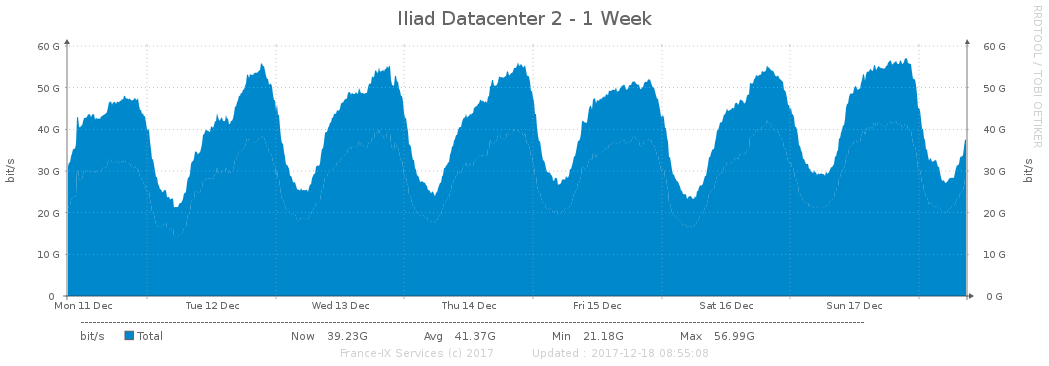 Iliad Datacenter 2 - 1 Week
RRDTOOL / TOBI OETIKER
bit/s
60 G 60 G
50 G 50 G
40 G 40 G
30 G 30 G
20 G 20 G
10 G 10 G
0 0 G
bit/s
Mon 11 Dec Tue 12 Dec Wed 13 Dec Thu 14 Dec Fri 15 Dec Sat 16 Dec Sun 17 Dec
bit/s Total Now 39.23G Avg 41.37G Min 21.18G Max 56.99G
France-IX Services (c) 2017 Updated : 2017-12-18 08:55:08